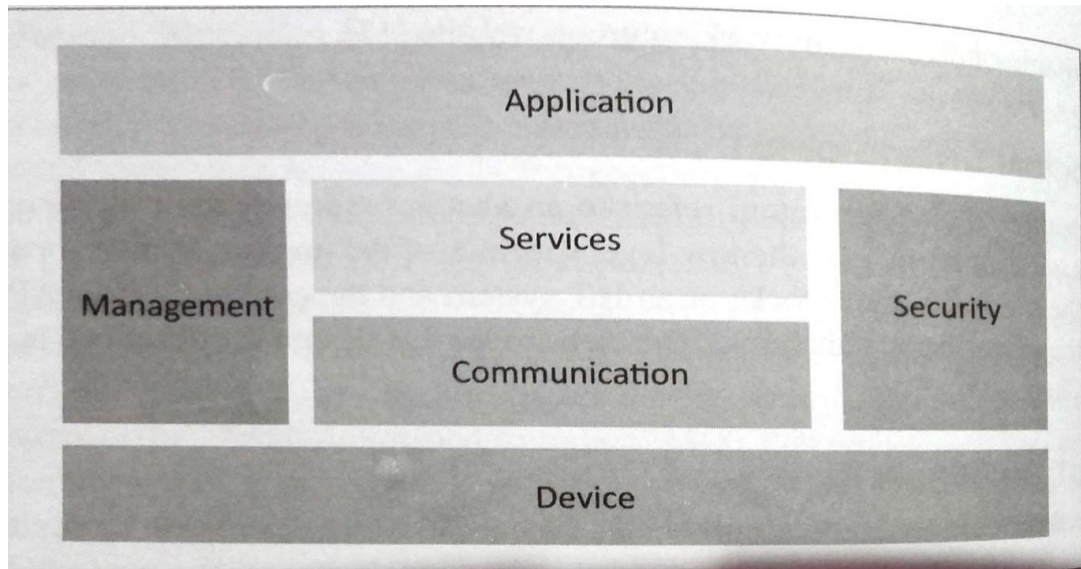 Application
Services
Management
Security
Communication
Device